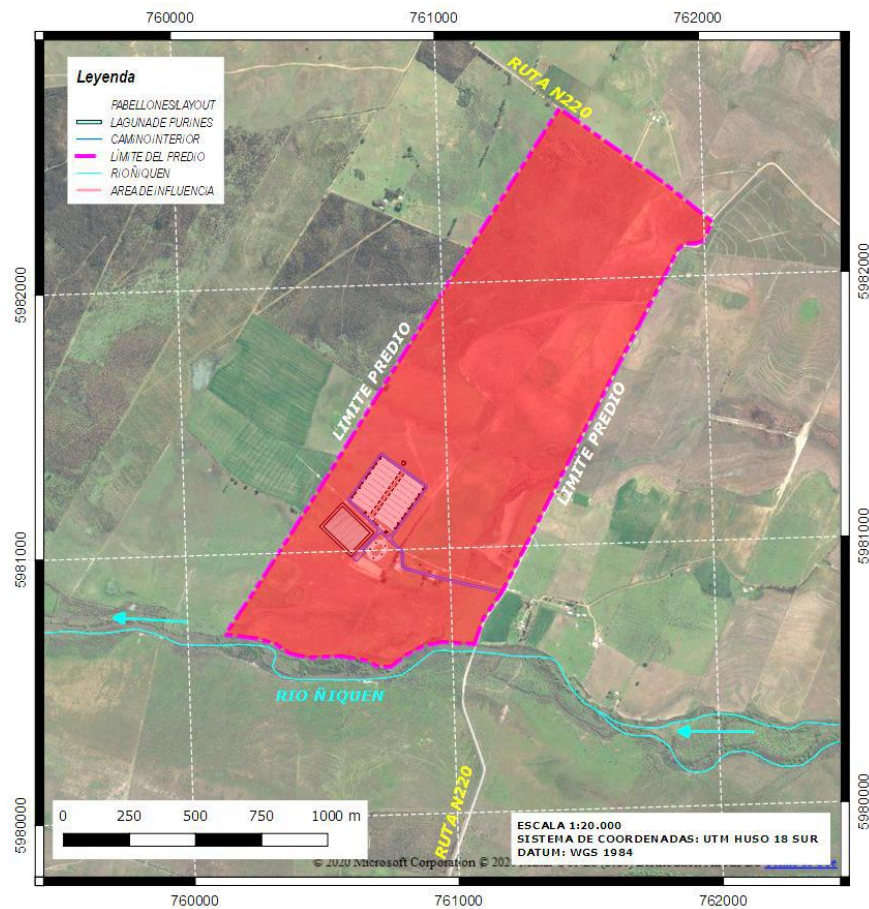 760000 761000 762000
RUTA N220
Leyenda
PABELLONES/LAYOUT
LAGUNA DE PURINES
CAMINO INTERIOR
LÍMITE DEL PREDIO
RIO ÑIQUEN
AREA DE INFLUENCIA
5982000
5982000
LIMITE PREDIO
LIMITE PREDIO
5981000
5981000
RIO ÑIQUEN
RUTA N220
5980000
5980000
0 250 500 750 1000 m
ESCALA 1:20.000
SISTEMA DE COORDENADAS: UTM HUSO 18 SUR
DATUM: WGS 1984
© 2020 Microsoft Corporation
760000 761000 762000